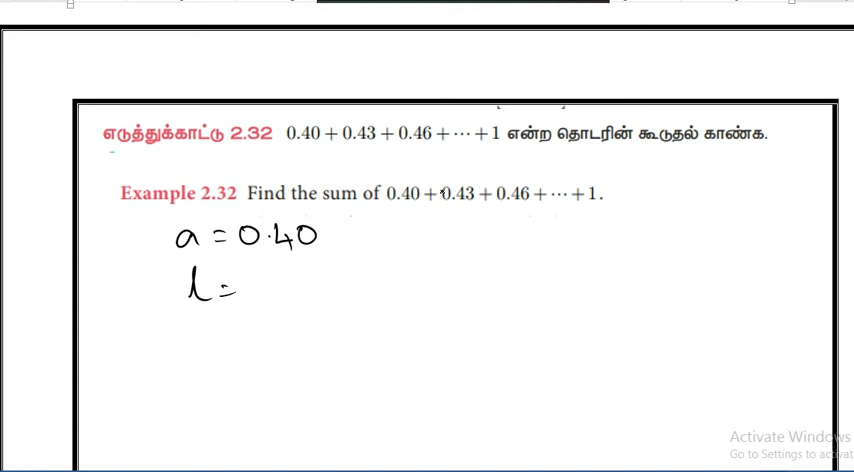 எடுத்துக்காட்டு 2.32 0.40 + 0.43 + 0.46 + ··· + 1 என்ற தொடரின் கூடுதல் காண்க.
Example 2.32 Find the sum of 0.40 + 0.43 + 0.46 + ··· + 1.
a = 0.40
l =
Activate Windows
Go to Settings to activat